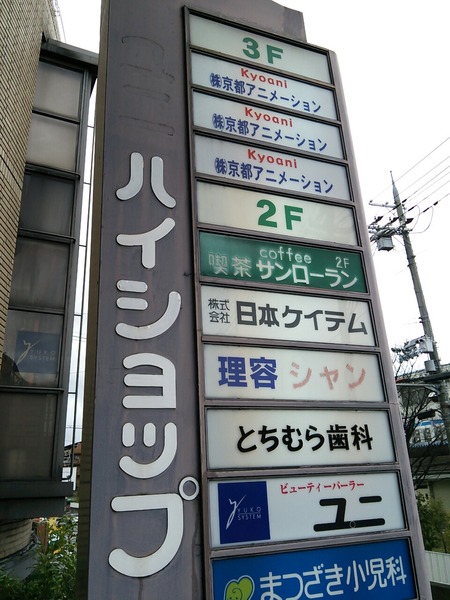 ハイショップ
3F
Kyoani
㈱京都アニメーション
Kyoani
㈱京都アニメーション
Kyoani
㈱京都アニメーション
2F
coffee 2F
喫茶 サンローラン
株式会社 日本ケイテム
理容 シャン
とちむら歯科
YUKO SYSTEM
ビューティーパーラー
ユニ
まつざき小児科
YUKO
SYSTEM